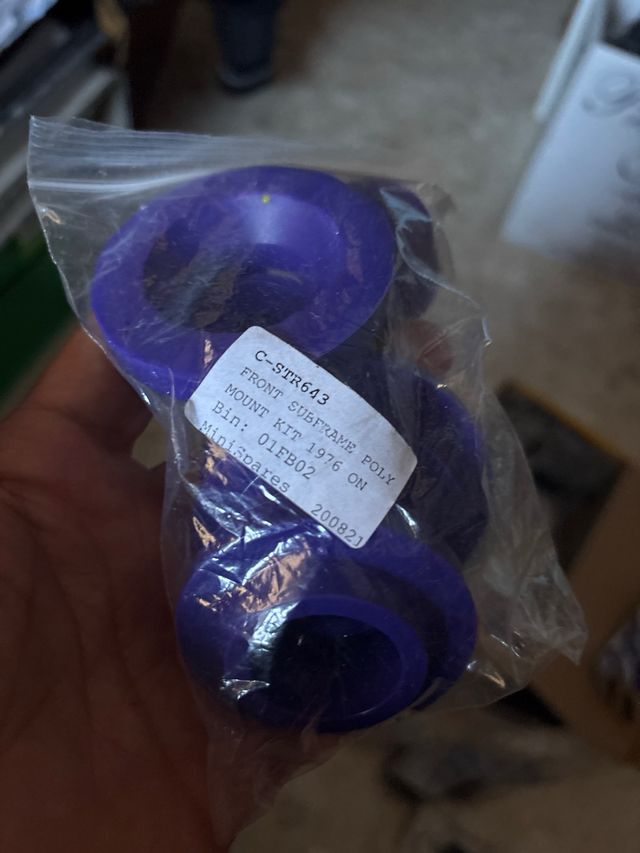 C-STR643
FRONT SUBFRAME POLY
MOUNT KIT 1976 ON
Bin: 01FB02
MiniSpares 200821